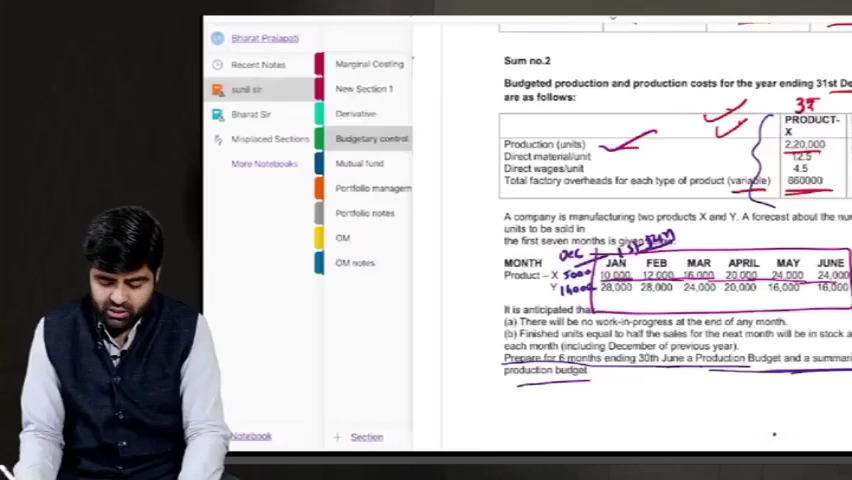 Bharat Prajapati
Recent Notes
sunil sir
Bharat Sir
Misplaced Sections
More Notebooks
Notebook
Marginal Costing
New Section 1
Derivative
Budgetary control
Mutual fund
Portfolio managem
Portfolio notes
OM
OM notes
Section
Sum no.2
Budgeted production and production costs for the year ending 31st De
are as follows:
3₹
PRODUCT-
X
Production (units) 2,20,000
Direct material/unit 12.5
Direct wages/unit 4.5
Total factory overheads for each type of product (variable) 660000
A company is manufacturing two products X and Y. A forecast about the nu
units to be sold in
the first seven months is given
Dec 1st Jan
MONTH JAN FEB MAR APRIL MAY JUNE
Product – X 5000 10,000 12,000 16,000 20,000 24,000 24,000
Y 14000 28,000 28,000 24,000 20,000 16,000 16,000
It is anticipated that
(a) There will be no work-in-progress at the end of any month.
(b) Finished units equal to half the sales for the next month will be in stock a
each month (including December of previous year).
Prepare for 6 months ending 30th June a Production Budget and a summari
production budget.